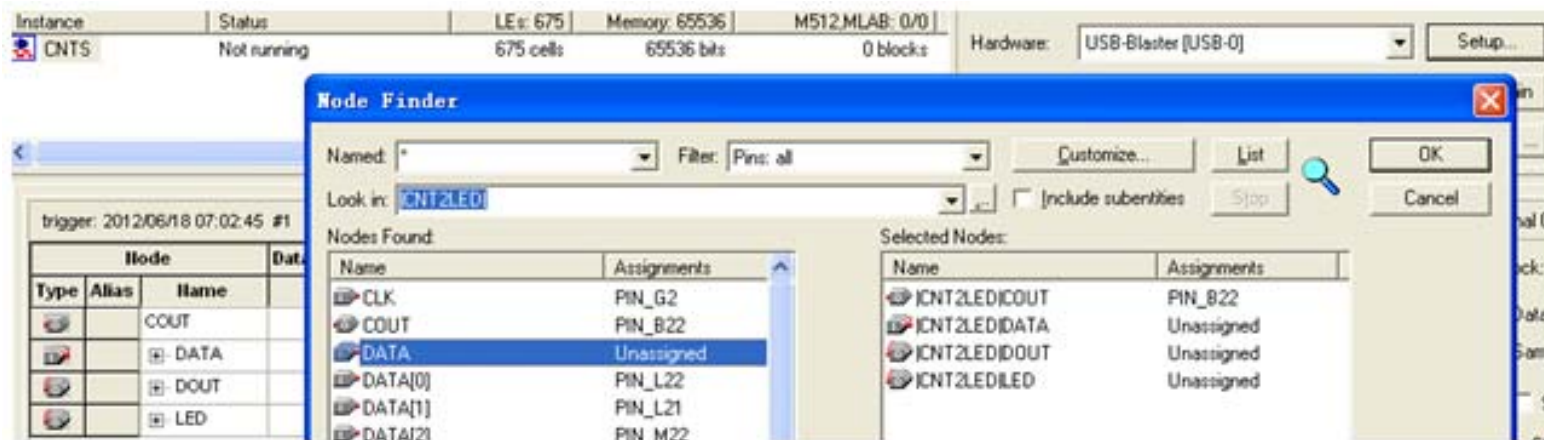 Instance Status LEs: 675 Memory: 65536 M512,MLAB: 0/0
CNTS Not running 675 cells 65536 bits 0 blocks
Hardware: USB-Blaster [USB-0] Setup...
Node Finder
Named: * Filter: Pins: all Customize... List OK
Look in: |CNT2LED| ... Include subentities Stop Cancel
trigger: 2012/06/18 07:02:45 #1
Node
Type Alias Name
COUT
DATA
DOUT
LED
Nodes Found:
Name Assignments
CLK PIN_G2
COUT PIN_B22
DATA Unassigned
DATA[0] PIN_L22
DATA[1] PIN_L21
DATA[2] PIN_M22
Selected Nodes:
Name Assignments
|CNT2LED|COUT PIN_B22
|CNT2LED|DATA Unassigned
|CNT2LED|DOUT Unassigned
|CNT2LED|LED Unassigned